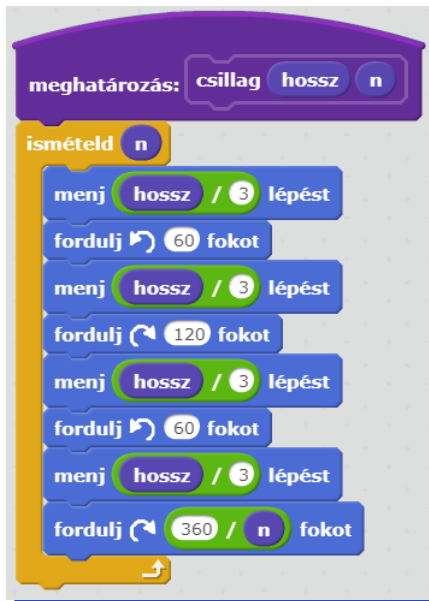 meghatározás: csillag hossz n
ismételd n
menj hossz / 3 lépést
fordulj ↶ 60 fokot
menj hossz / 3 lépést
fordulj ↷ 120 fokot
menj hossz / 3 lépést
fordulj ↶ 60 fokot
menj hossz / 3 lépést
fordulj ↷ 360 / n fokot